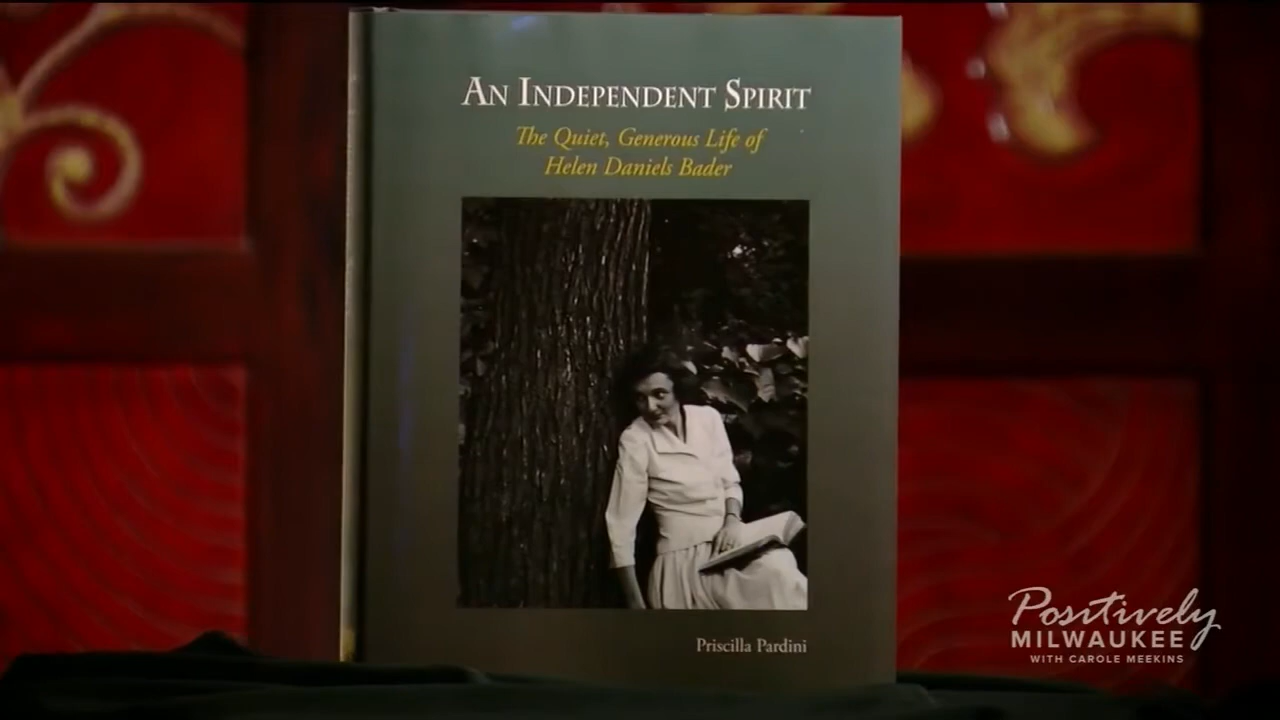 An Independent Spirit
The Quiet, Generous Life of
Helen Daniels Bader
Priscilla Pardini
Positively
MILWAUKEE
WITH CAROLE MEEKINS